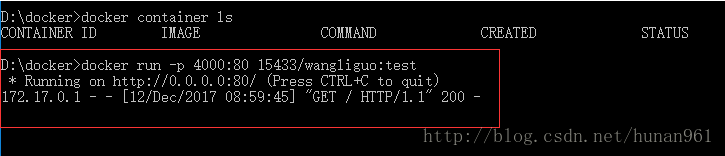 D:\docker>docker container ls
CONTAINER ID IMAGE COMMAND CREATED STATUS
D:\docker>docker run -p 4000:80 15433/wangliguo:test
* Running on http://0.0.0.0:80/ (Press CTRL+C to quit)
172.17.0.1 - - [12/Dec/2017 08:59:45] "GET / HTTP/1.1" 200 -
http://blog.csdn.net/hunan961